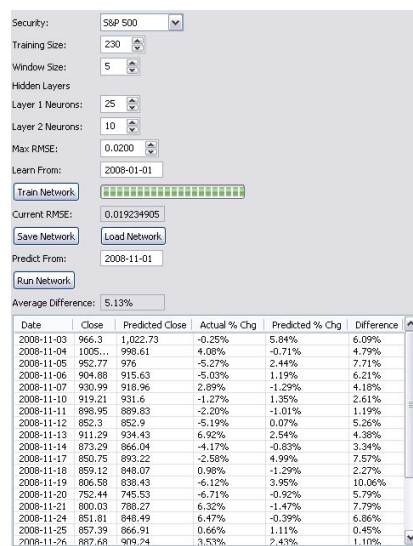 Security: S&P 500
Training Size: 230
Window Size: 5
Hidden Layers
Layer 1 Neurons: 25
Layer 2 Neurons: 10
Max RMSE: 0.0200
Learn From: 2008-01-01
Train Network
Current RMSE: 0.019234905
Save Network Load Network
Predict From: 2008-11-01
Run Network
Average Difference: 5.13%
Date Close Predicted Close Actual % Chg Predicted % Chg Difference
2008-11-03 966.3 1,022.73 -0.25% 5.84% 6.09%
2008-11-04 1005... 998.61 4.08% -0.71% 4.79%
2008-11-05 952.77 976 -5.27% 2.44% 7.71%
2008-11-06 904.88 915.63 -5.03% 1.19% 6.21%
2008-11-07 930.99 918.96 2.89% -1.29% 4.18%
2008-11-10 919.21 931.6 -1.27% 1.35% 2.61%
2008-11-11 898.95 889.83 -2.20% -1.01% 1.19%
2008-11-12 852.3 852.9 -5.19% 0.07% 5.26%
2008-11-13 911.29 934.43 6.92% 2.54% 4.38%
2008-11-14 873.29 866.04 -4.17% -0.83% 3.34%
2008-11-17 850.75 893.22 -2.58% 4.99% 7.57%
2008-11-18 859.12 848.07 0.98% -1.29% 2.27%
2008-11-19 806.58 838.43 -6.12% 3.95% 10.06%
2008-11-20 752.44 745.53 -6.71% -0.92% 5.79%
2008-11-21 800.03 788.27 6.32% -1.47% 7.79%
2008-11-24 851.81 848.49 6.47% -0.39% 6.86%
2008-11-25 857.39 866.91 0.66% 1.11% 0.45%
2008-11-26 887.68 909.24 3.53% 2.43% 1.10%